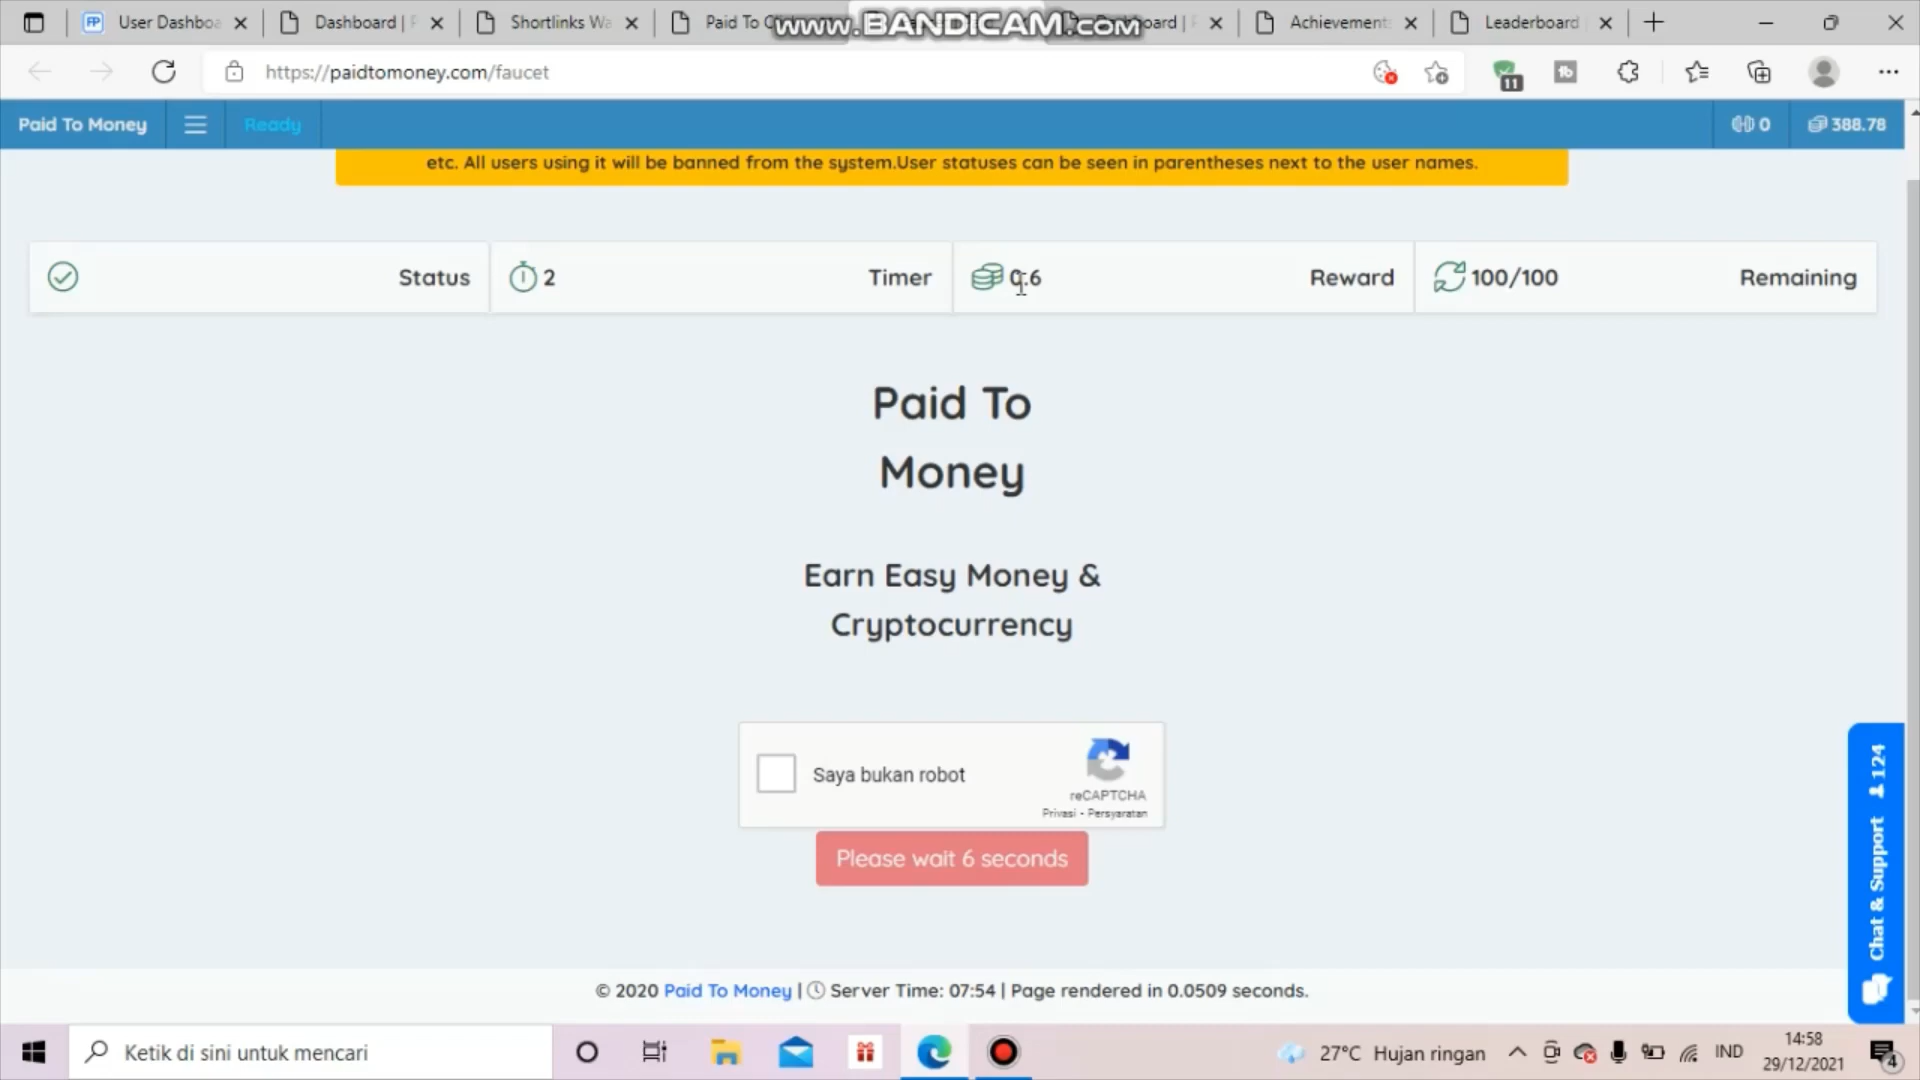 User Dashboa
Dashboard |
Shortlinks Wa
Paid To
www.BANDICAM.com
board |
Achievement
Leaderboard
https://paidtomoney.com/faucet
11
Paid To Money
Ready
0
388.78
etc. All users using it will be banned from the system.User statuses can be seen in parentheses next to the user names.
Status
2
Timer
0.6
Reward
100/100
Remaining
Paid To
Money
Earn Easy Money &
Cryptocurrency
Saya bukan robot
reCAPTCHA
Privasi - Persyaratan
Please wait 6 seconds
Chat & Support 124
© 2020 Paid To Money | Server Time: 07:54 | Page rendered in 0.0509 seconds.
Ketik di sini untuk mencari
27°C Hujan ringan
IND
14:58
29/12/2021
4